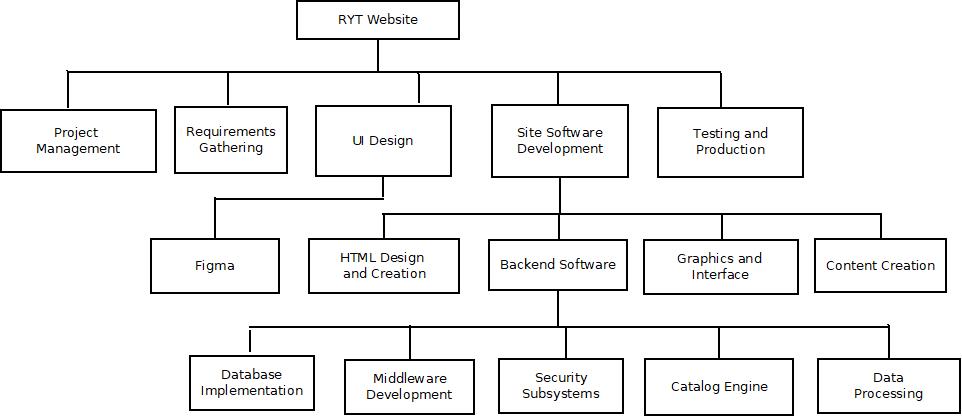 RYT Website
Project
Management
Requirements
Gathering
UI Design
Site Software
Development
Testing and
Production
Figma
HTML Design
and Creation
Backend Software
Graphics and
Interface
Content Creation
Database
Implementation
Middleware
Development
Security
Subsystems
Catalog Engine
Data
Processing